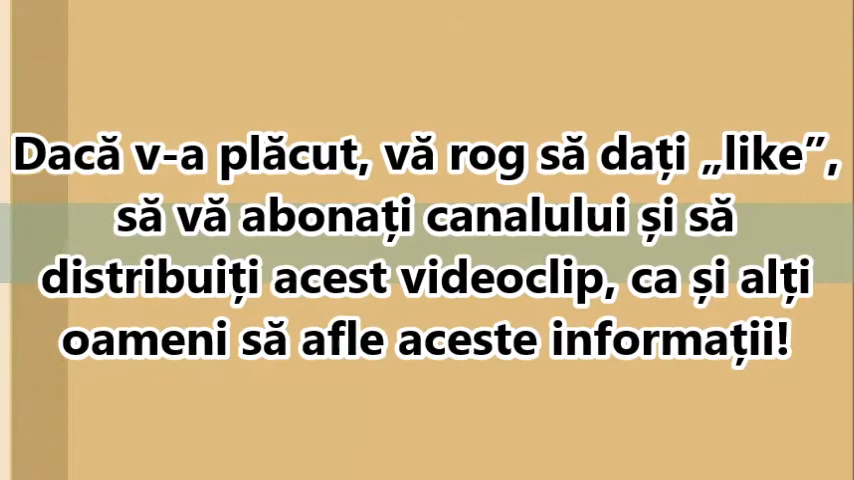 Dacă v-a plăcut, vă rog să dați „like”,
să vă abonați canalului și să
distribuiți acest videoclip, ca și alți
oameni să afle aceste informații!